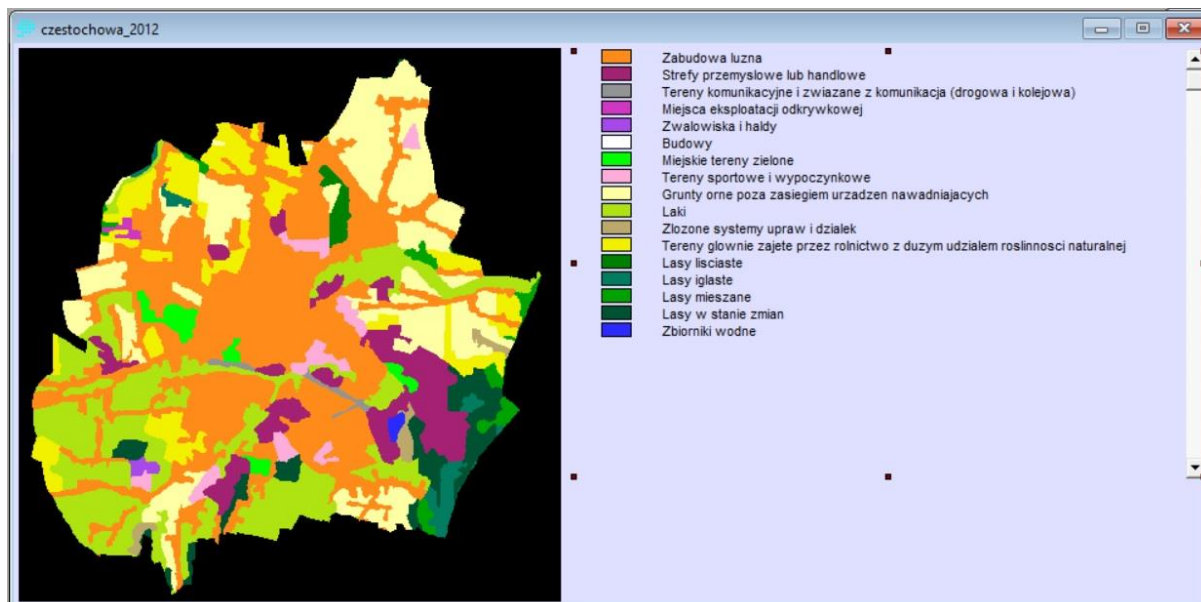 czestochowa_2012
Zabudowa luzna
Strefy przemyslowe lub handlowe
Tereny komunikacyjne i zwiazane z komunikacja (drogowa i kolejowa)
Miejsca eksploatacji odkrywkowej
Zwalowiska i haldy
Budowy
Miejskie tereny zielone
Tereny sportowe i wypoczynkowe
Grunty orne poza zasiegiem urzadzen nawadniajacych
Laki
Zlozone systemy upraw i dzialek
Tereny glownie zajete przez rolnictwo z duzym udzialem roslinnosci naturalnej
Lasy lisciaste
Lasy iglaste
Lasy mieszane
Lasy w stanie zmian
Zbiorniki wodne